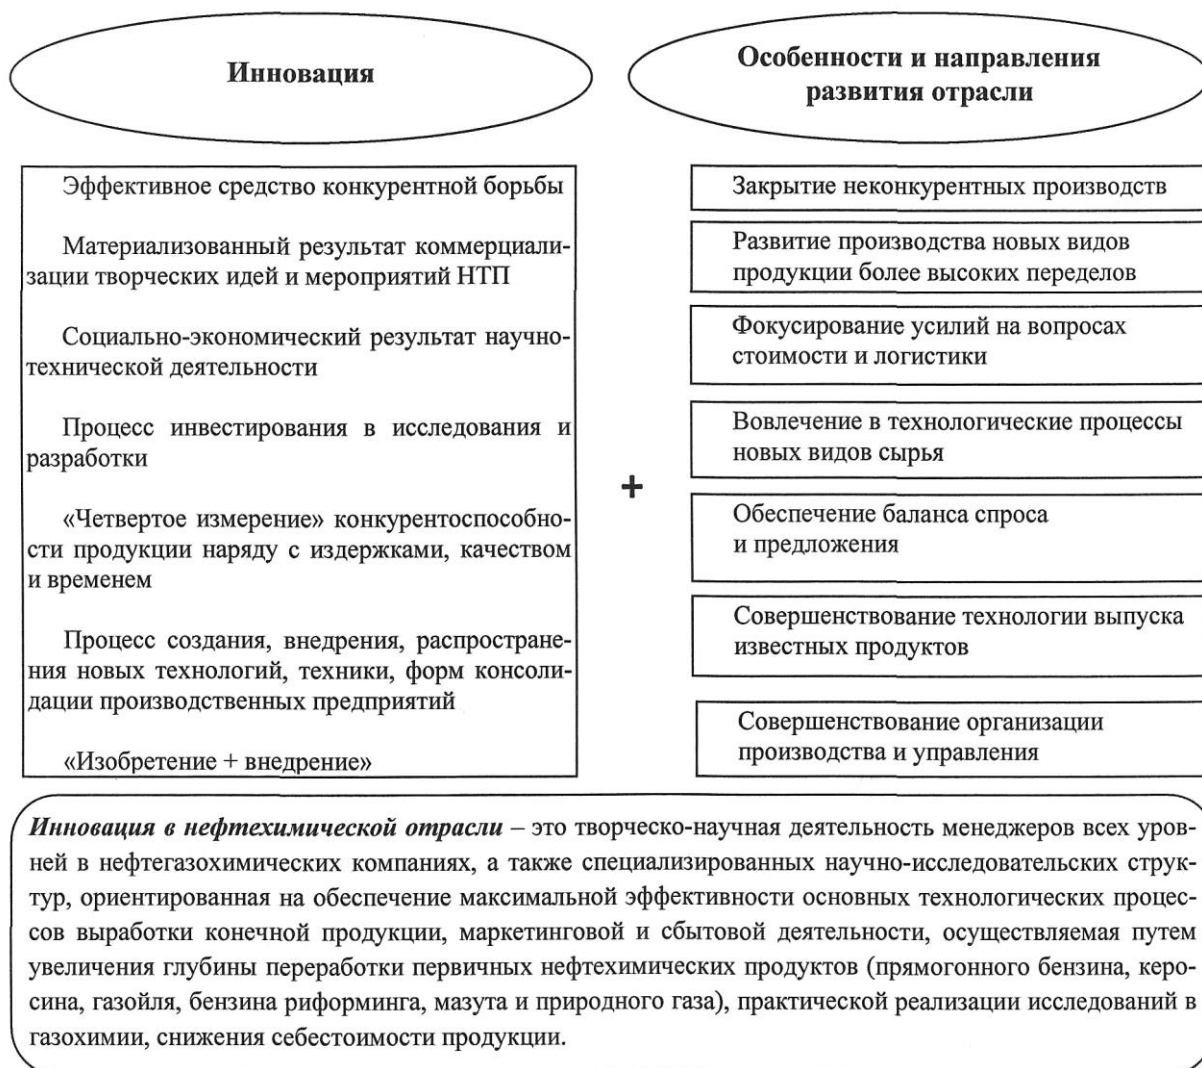 Инновация
Эффективное средство конкурентной борьбы
Материализованный результат коммерциали-
зации творческих идей и мероприятий НТП
Социально-экономический результат научно-
технической деятельности
Процесс инвестирования в исследования и
разработки
«Четвертое измерение» конкурентоспособно-
сти продукции наряду с издержками, качеством
и временем
Процесс создания, внедрения, распростране-
ния новых технологий, техники, форм консоли-
дации производственных предприятий
«Изобретение + внедрение»
+
Особенности и направления
развития отрасли
Закрытие неконкурентных производств
Развитие производства новых видов
продукции более высоких переделов
Фокусирование усилий на вопросах
стоимости и логистики
Вовлечение в технологические процессы
новых видов сырья
Обеспечение баланса спроса
и предложения
Совершенствование технологии выпуска
известных продуктов
Совершенствование организации
производства и управления
Инновация в нефтехимической отрасли – это творческо-научная деятельность менеджеров всех уров-
ней в нефтегазохимических компаниях, а также специализированных научно-исследовательских струк-
тур, ориентированная на обеспечение максимальной эффективности основных технологических процес-
сов выработки конечной продукции, маркетинговой и сбытовой деятельности, осуществляемая путем
увеличения глубины переработки первичных нефтехимических продуктов (прямогонного бензина, керо-
сина, газойля, бензина риформинга, мазута и природного газа), практической реализации исследований в
газохимии, снижения себестоимости продукции.